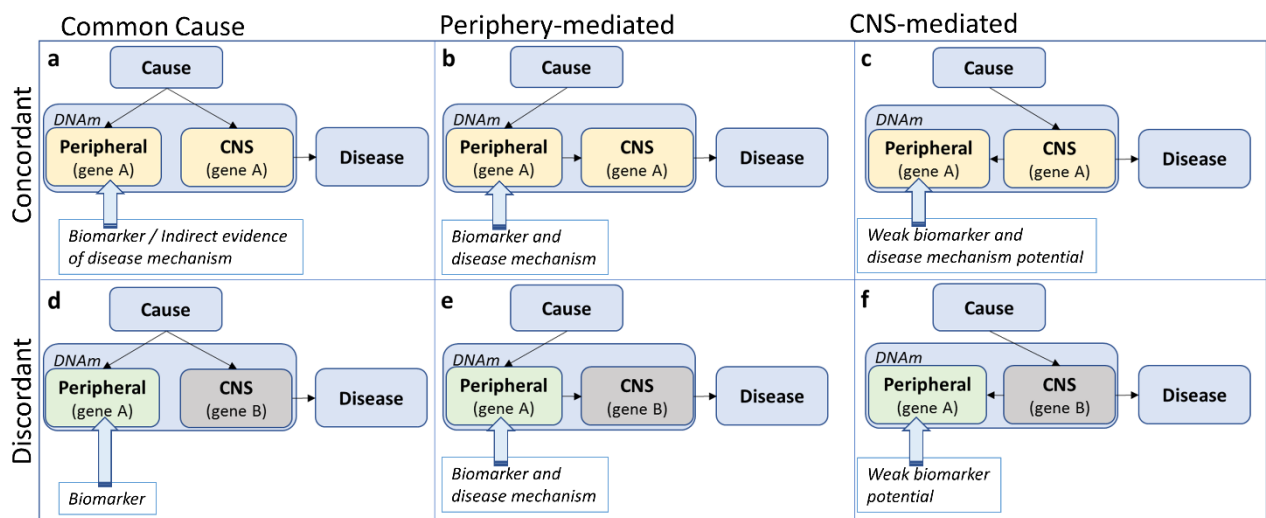 Common Cause
Periphery-mediated
CNS-mediated
Concordant
a
Cause
DNAm
Peripheral
(gene A)
CNS
(gene A)
Disease
Biomarker / Indirect evidence
of disease mechanism
b
Cause
DNAm
Peripheral
(gene A)
CNS
(gene A)
Disease
Biomarker and
disease mechanism
c
Cause
DNAm
Peripheral
(gene A)
CNS
(gene A)
Disease
Weak biomarker and
disease mechanism potential
Discordant
d
Cause
DNAm
Peripheral
(gene A)
CNS
(gene B)
Disease
Biomarker
e
Cause
DNAm
Peripheral
(gene A)
CNS
(gene B)
Disease
Biomarker and
disease mechanism
f
Cause
DNAm
Peripheral
(gene A)
CNS
(gene B)
Disease
Weak biomarker
potential